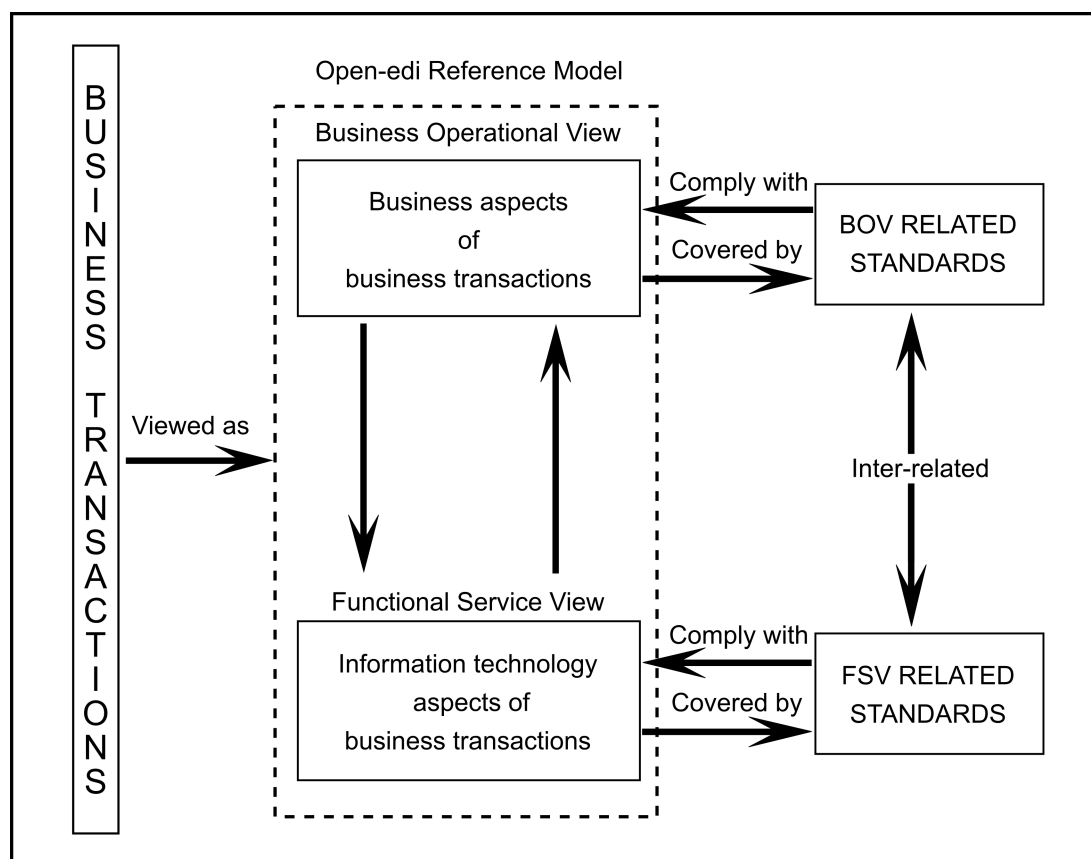 BUSINESS TRANSACTIONS
Open-edi Reference Model
Business Operational View
Business aspects
of
business transactions
Comply with
Covered by
BOV RELATED
STANDARDS
Viewed as
Inter-related
Functional Service View
Information technology
aspects of
business transactions
Comply with
Covered by
FSV RELATED
STANDARDS